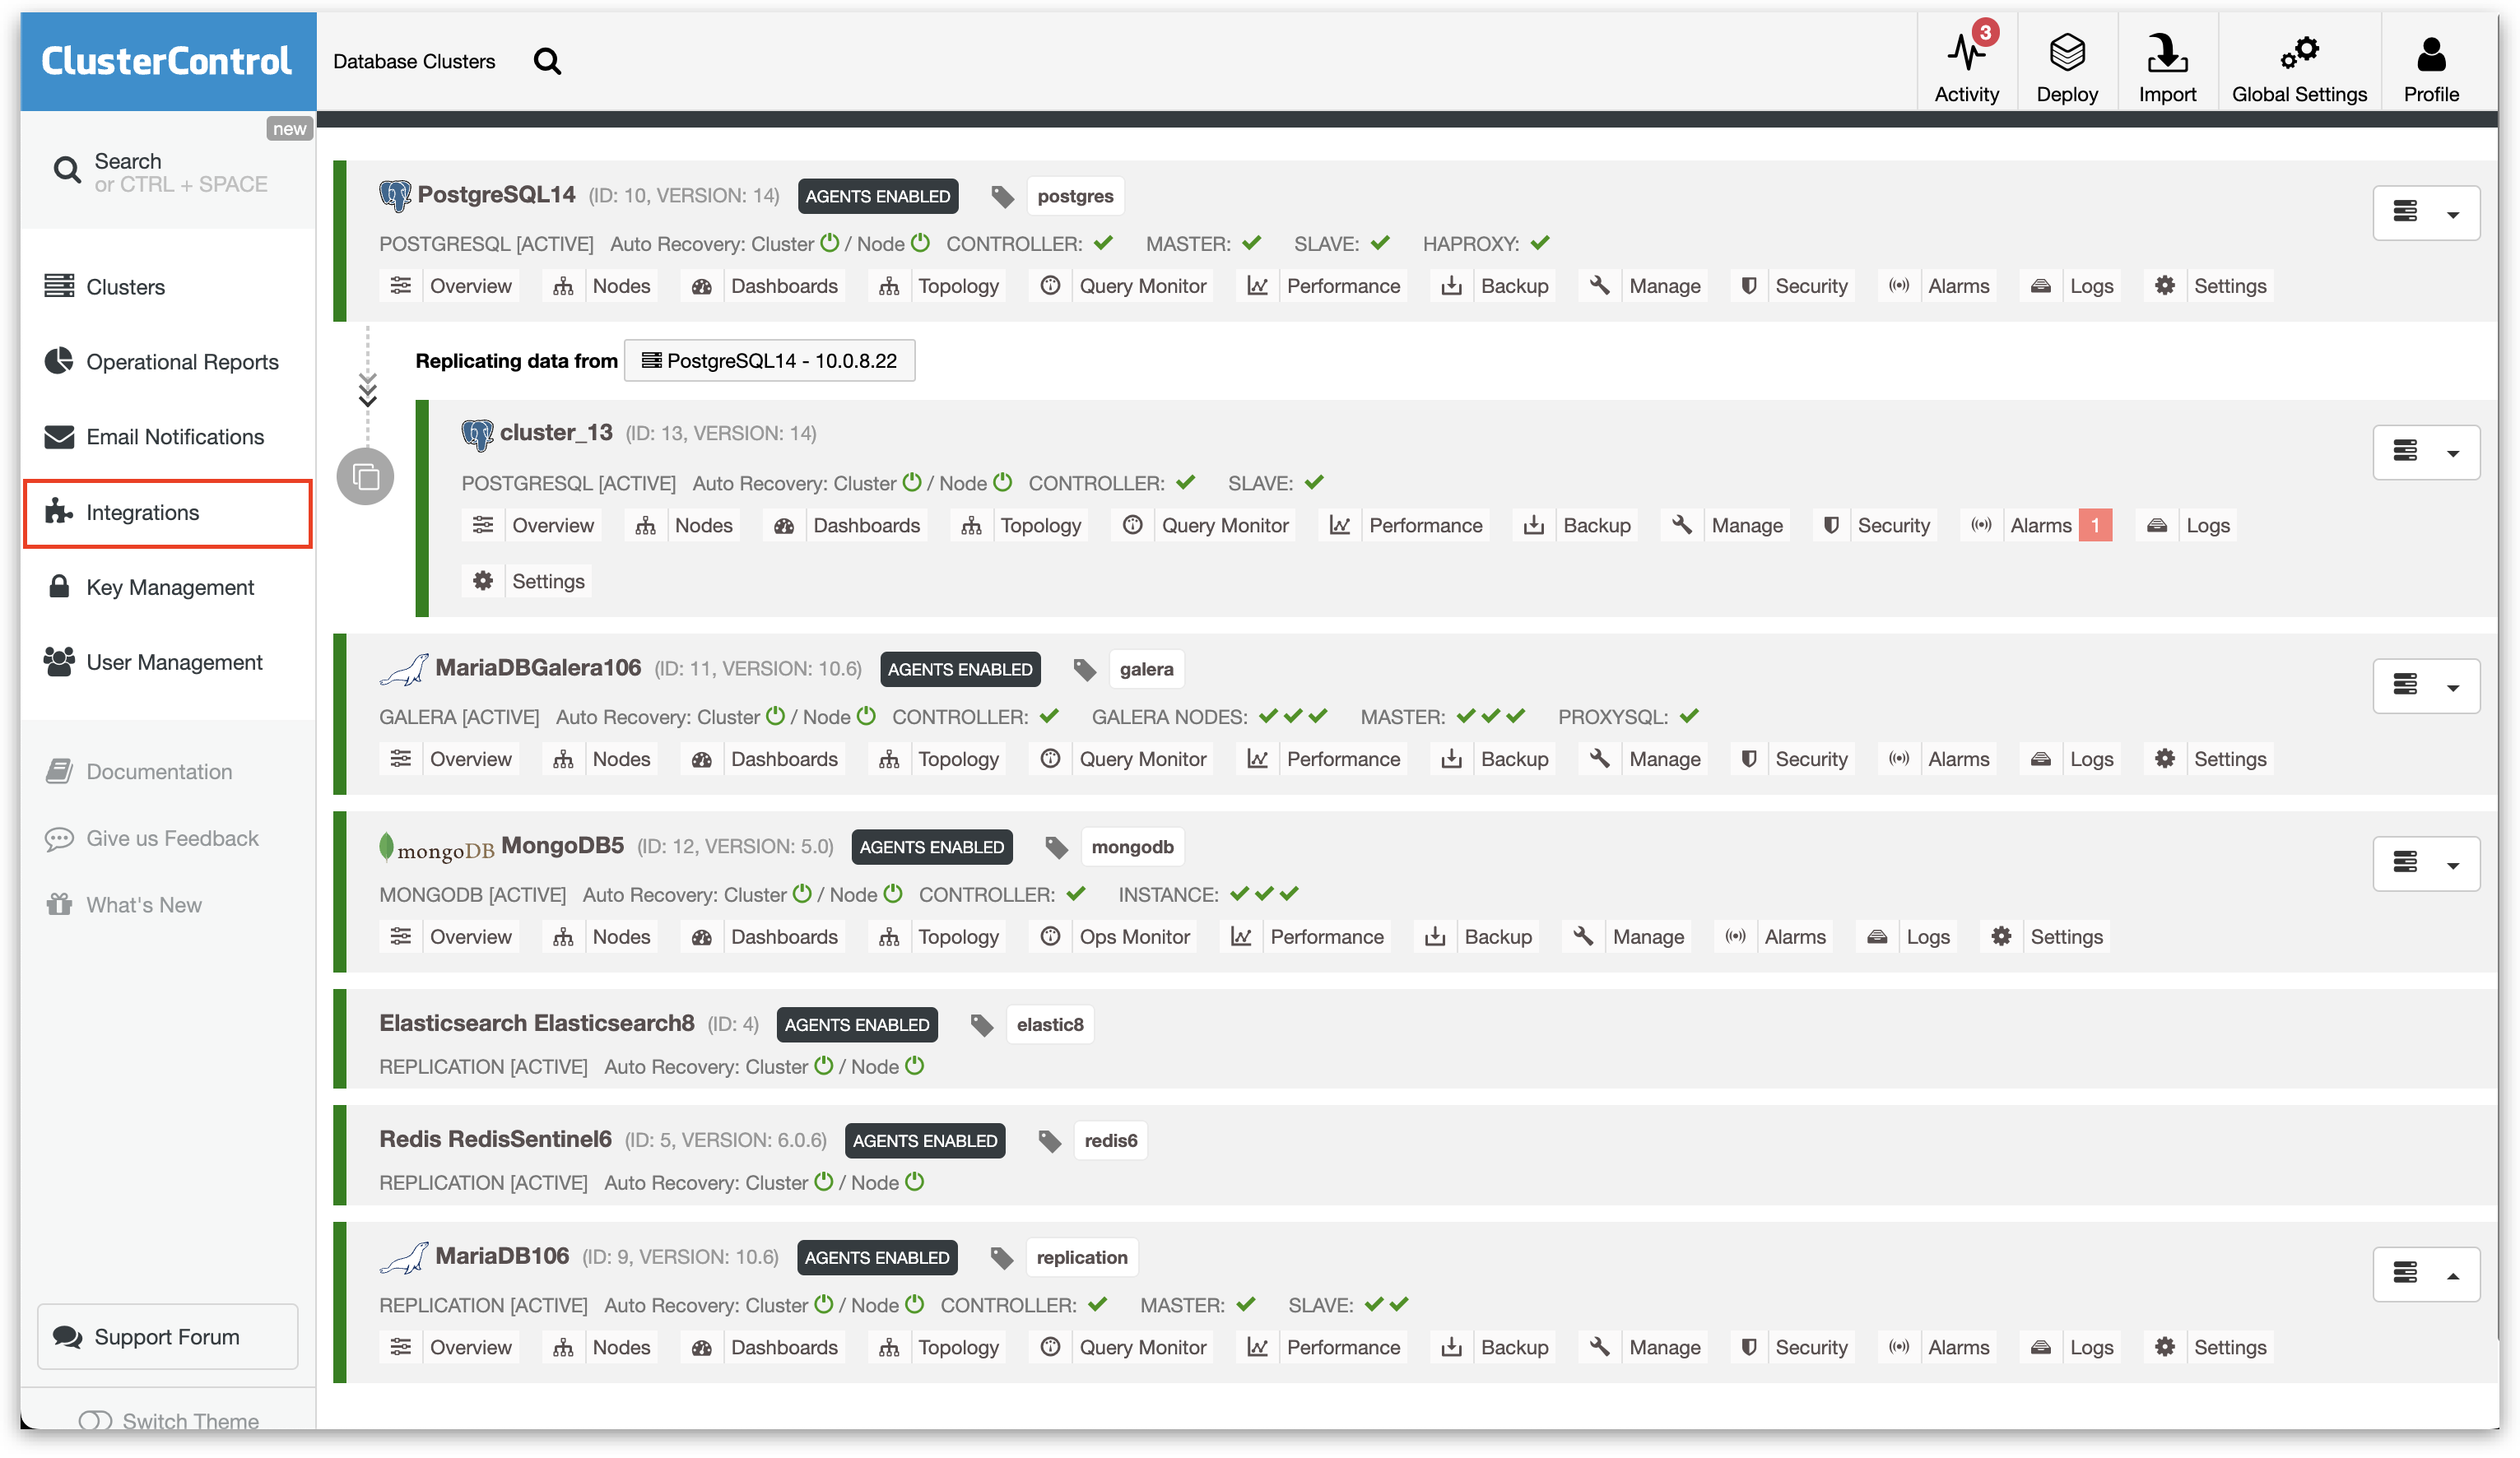 ClusterControl
Database Clusters
3
Activity
Deploy
Import
Global Settings
Profile
new
Search
or CTRL + SPACE
Clusters
Operational Reports
Email Notifications
Integrations
Key Management
User Management
Documentation
Give us Feedback
What's New
Support Forum
Switch Theme
PostgreSQL14 (ID: 10, VERSION: 14) AGENTS ENABLED postgres
POSTGRESQL [ACTIVE] Auto Recovery: Cluster / Node CONTROLLER: MASTER: SLAVE: HAPROXY:
Overview Nodes Dashboards Topology Query Monitor Performance Backup Manage Security Alarms Logs Settings
Replicating data from PostgreSQL14 - 10.0.8.22
cluster_13 (ID: 13, VERSION: 14)
POSTGRESQL [ACTIVE] Auto Recovery: Cluster / Node CONTROLLER: SLAVE:
Overview Nodes Dashboards Topology Query Monitor Performance Backup Manage Security Alarms 1 Logs
Settings
MariaDBGalera106 (ID: 11, VERSION: 10.6) AGENTS ENABLED galera
GALERA [ACTIVE] Auto Recovery: Cluster / Node CONTROLLER: GALERA NODES: MASTER: PROXYSQL:
Overview Nodes Dashboards Topology Query Monitor Performance Backup Manage Security Alarms Logs Settings
mongoDB MongoDB5 (ID: 12, VERSION: 5.0) AGENTS ENABLED mongodb
MONGODB [ACTIVE] Auto Recovery: Cluster / Node CONTROLLER: INSTANCE:
Overview Nodes Dashboards Topology Ops Monitor Performance Backup Manage Alarms Logs Settings
Elasticsearch Elasticsearch8 (ID: 4) AGENTS ENABLED elastic8
REPLICATION [ACTIVE] Auto Recovery: Cluster / Node
Redis RedisSentinel6 (ID: 5, VERSION: 6.0.6) AGENTS ENABLED redis6
REPLICATION [ACTIVE] Auto Recovery: Cluster / Node
MariaDB106 (ID: 9, VERSION: 10.6) AGENTS ENABLED replication
REPLICATION [ACTIVE] Auto Recovery: Cluster / Node CONTROLLER: MASTER: SLAVE:
Overview Nodes Dashboards Topology Query Monitor Performance Backup Manage Security Alarms Logs Settings